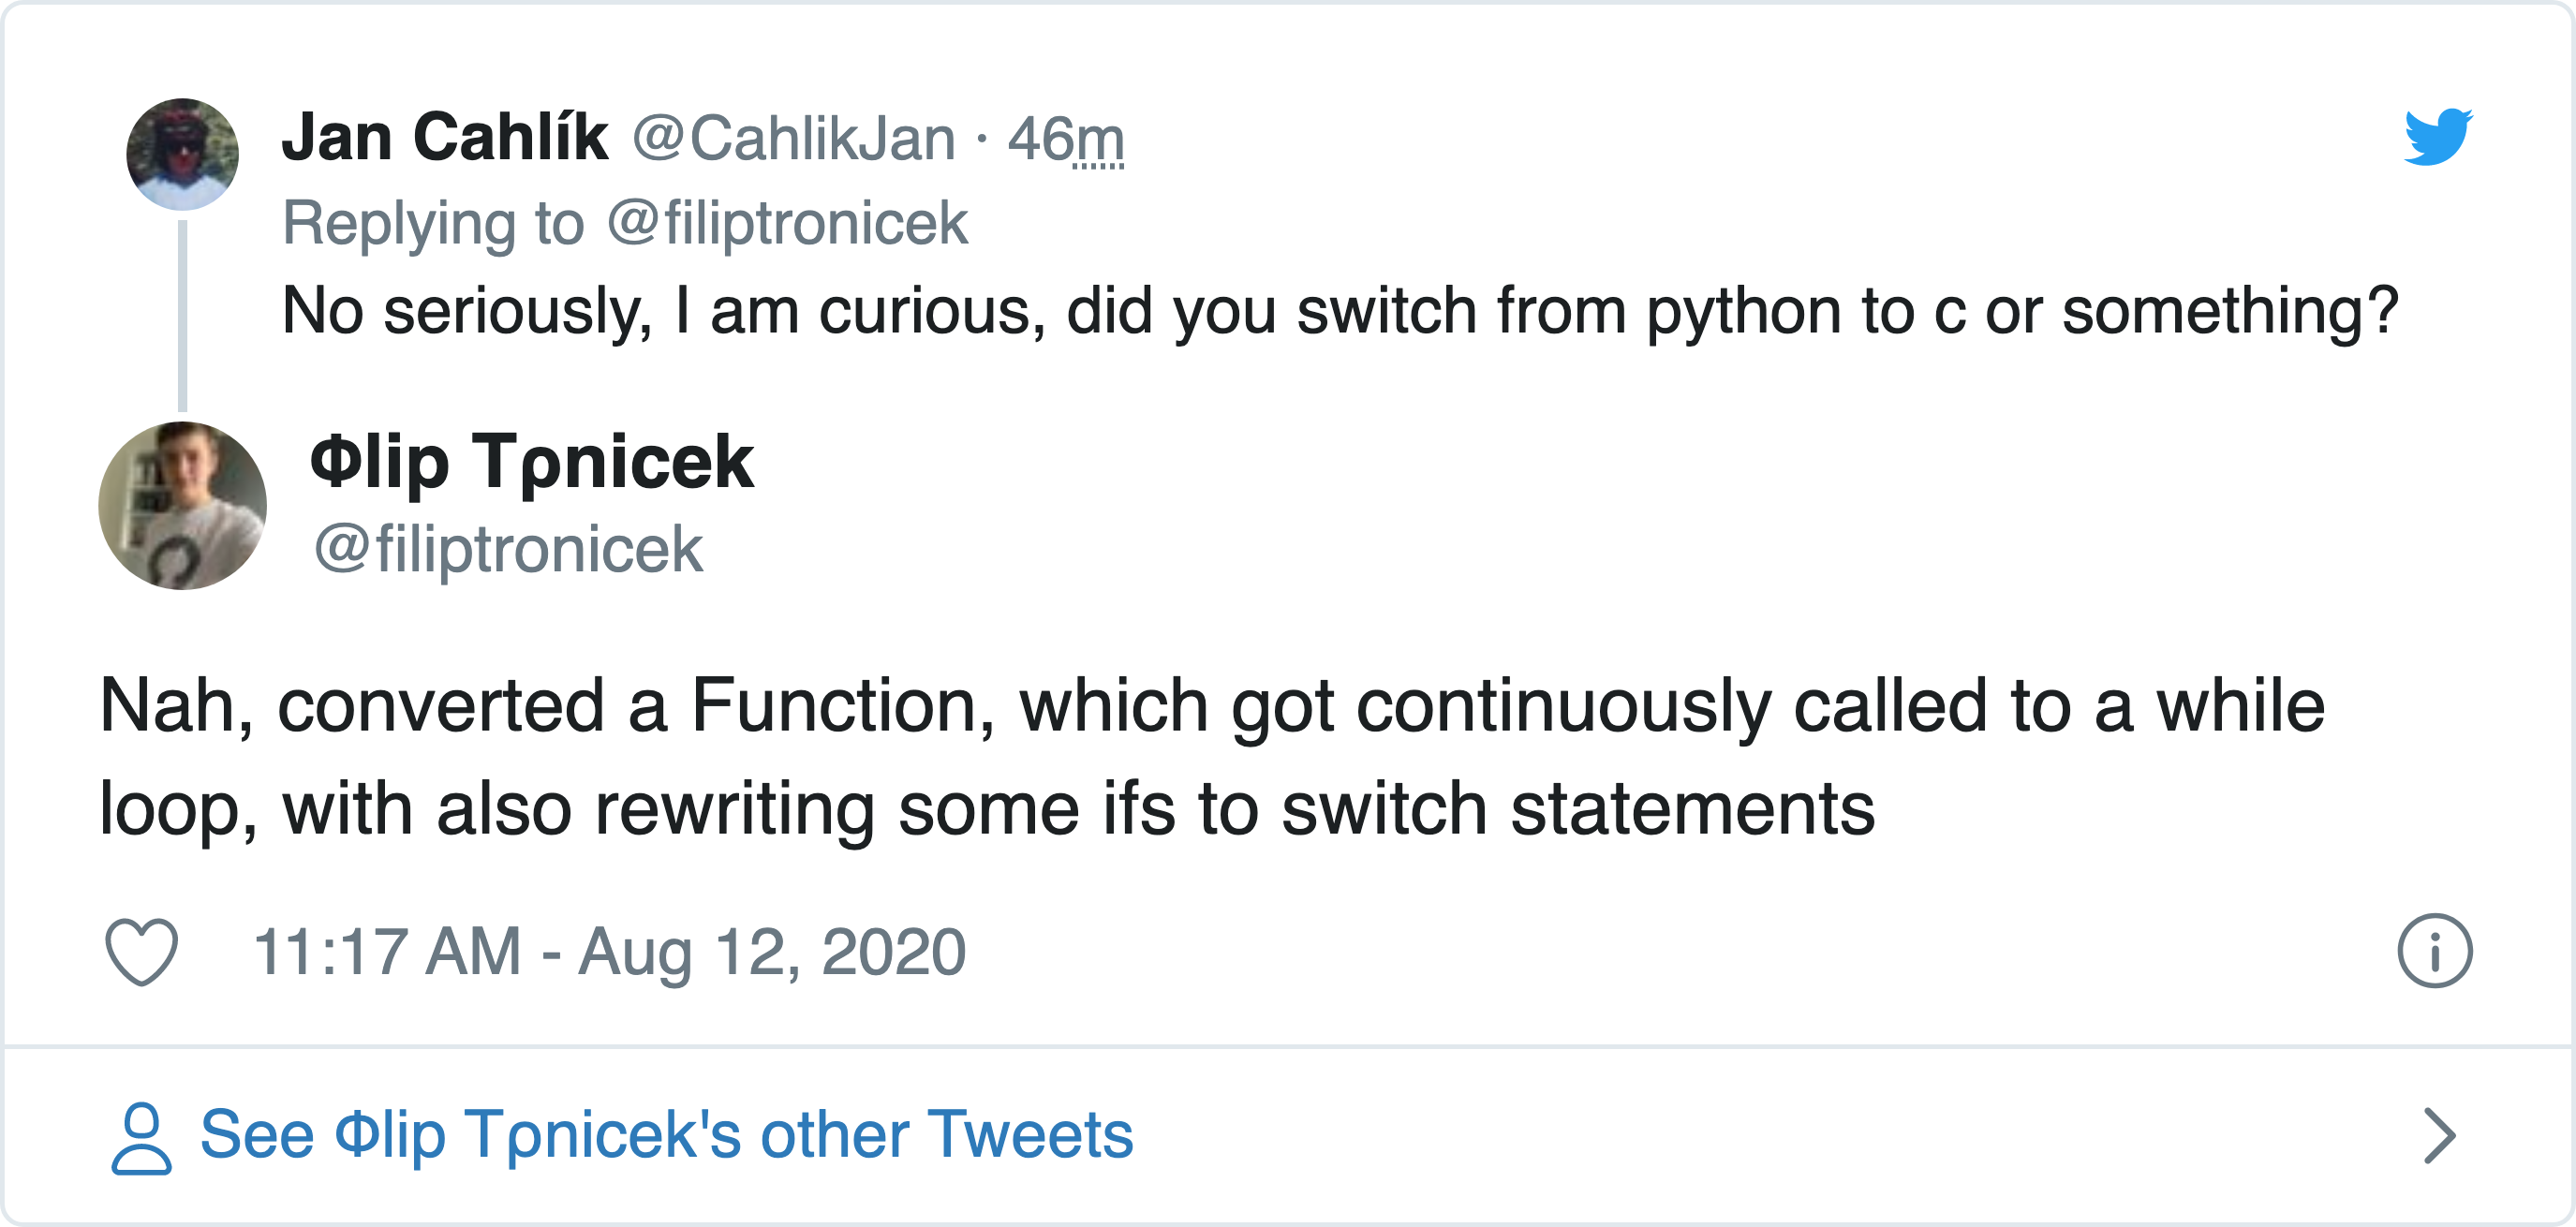 Jan Cahlík @CahlikJan · 46m
Replying to @filiptronicek
No seriously, I am curious, did you switch from python to c or something?
Φlip Tρnicek
@filiptronicek
Nah, converted a Function, which got continuously called to a while
loop, with also rewriting some ifs to switch statements
11:17 AM - Aug 12, 2020
See Φlip Tρnicek's other Tweets